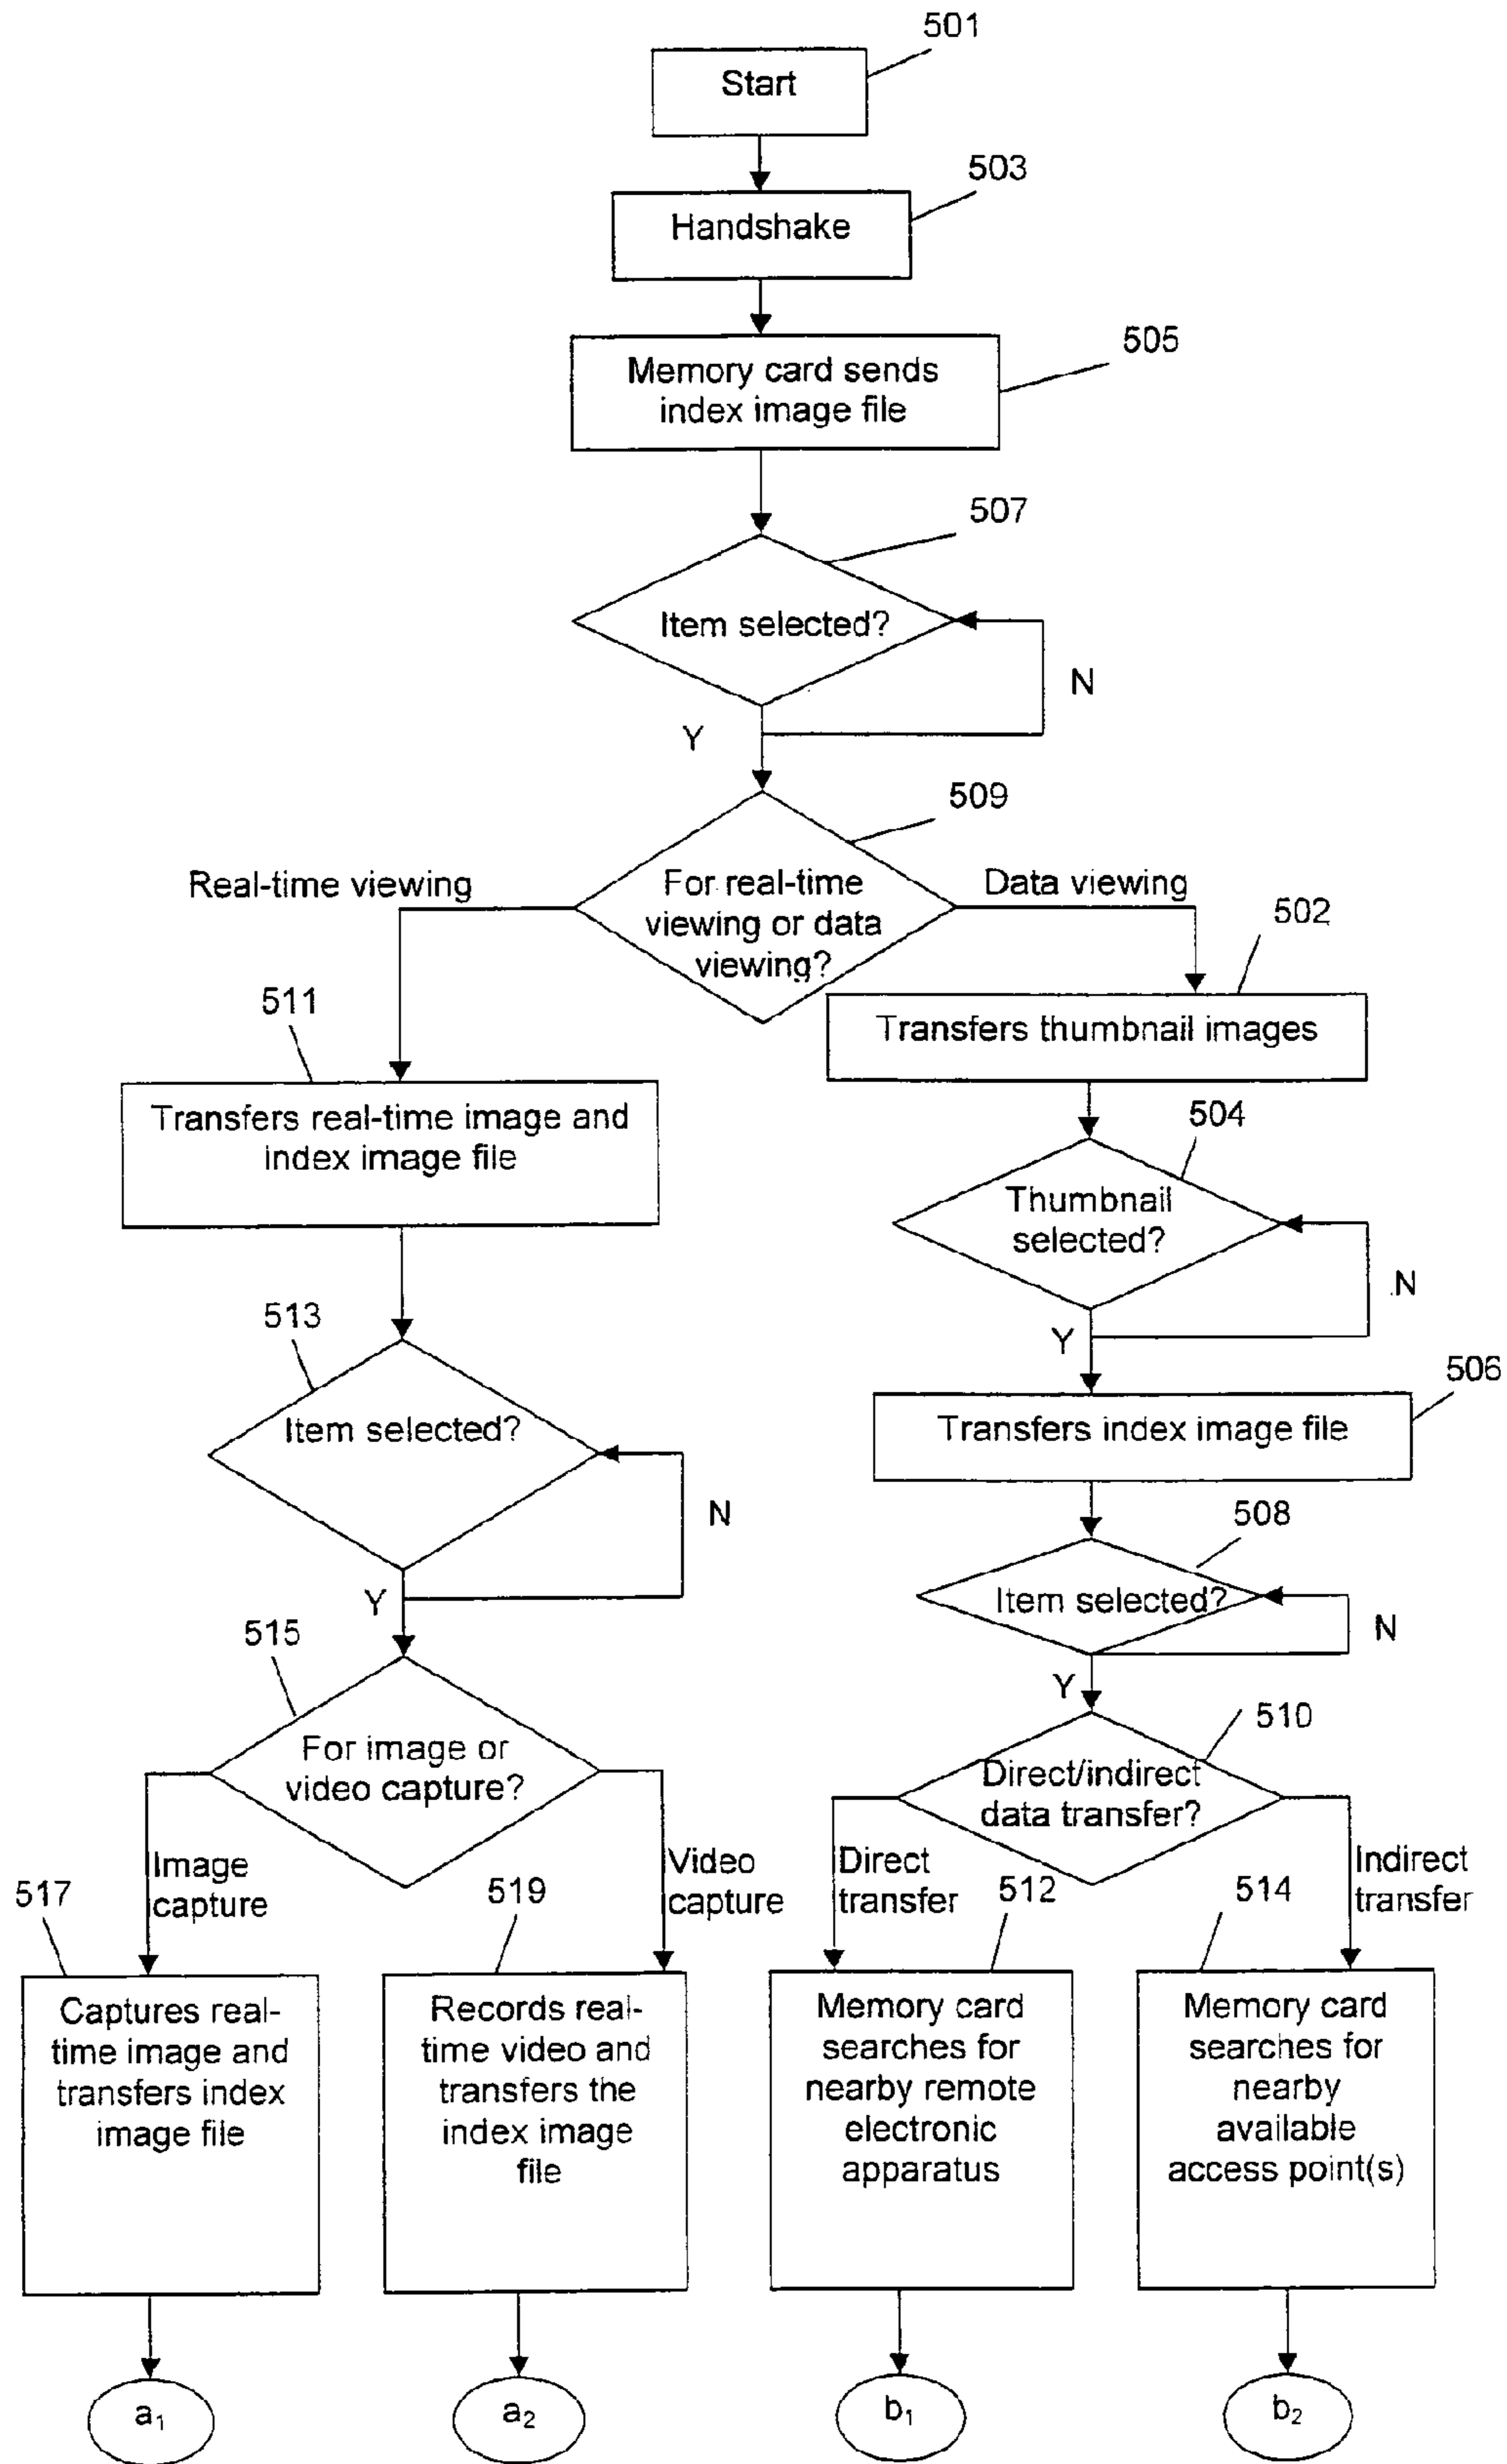 501
Start
503
Handshake
505
Memory card sends
index image file
507
Item selected?
N
Y
509
For real-time
viewing or data
viewing?
Real-time viewing
Data viewing
502
Transfers thumbnail images
511
Transfers real-time image and
index image file
504
Thumbnail
selected?
N
Y
513
Item selected?
N
Y
506
Transfers index image file
508
Item selected?
N
Y
515
For image or
video capture?
510
Direct/indirect
data transfer?
Image
capture
Video
capture
Direct
transfer
Indirect
transfer
517
Captures real-
time image and
transfers index
image file
519
Records real-
time video and
transfers the
index image
file
512
Memory card
searches for
nearby remote
electronic
apparatus
514
Memory card
searches for
nearby
available
access point(s)
a₁
a₂
b₁
b₂